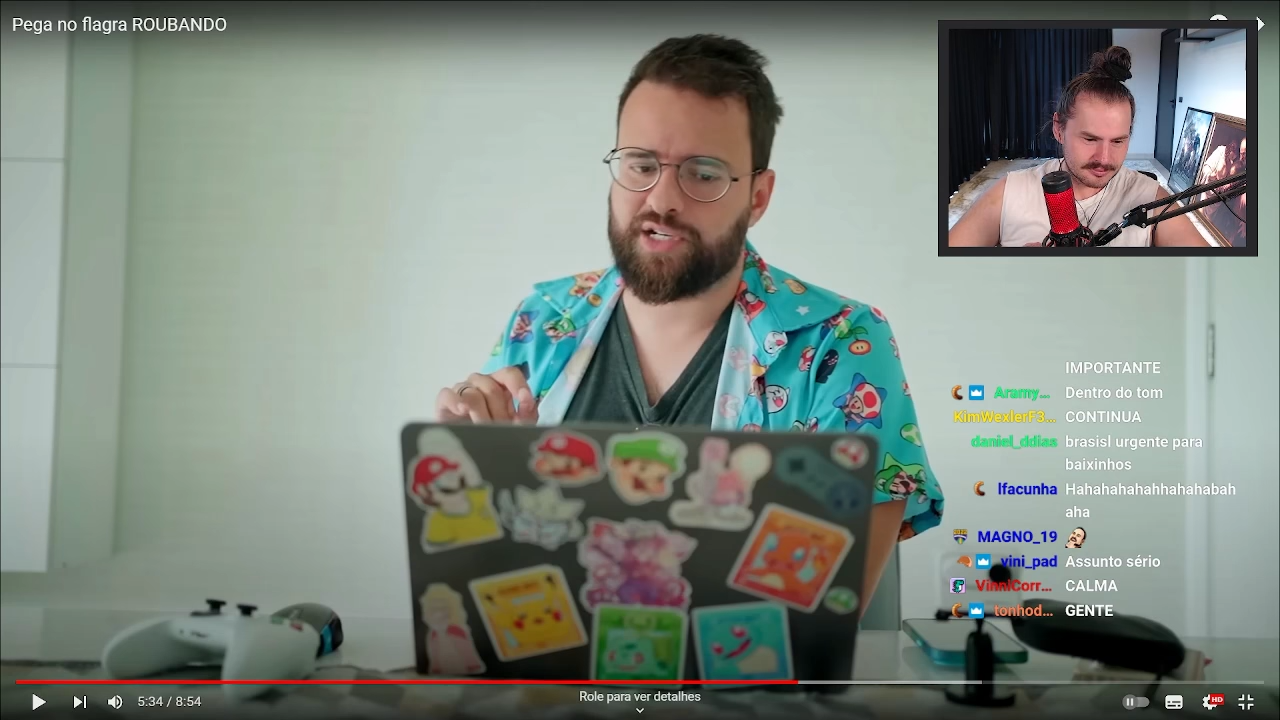 Pega no flagra ROUBANDO
IMPORTANTE
Aramy... Dentro do tom
KimWexlerF3... CONTINUA
daniel_ddias brasisl urgente para
baixinhos
lfacunha Hahahahahahhahahabah
aha
MAGNO_19
vini_pad Assunto sério
VinniCorr... CALMA
tonhod... GENTE
5:34 / 8:54
Role para ver detalhes
HD